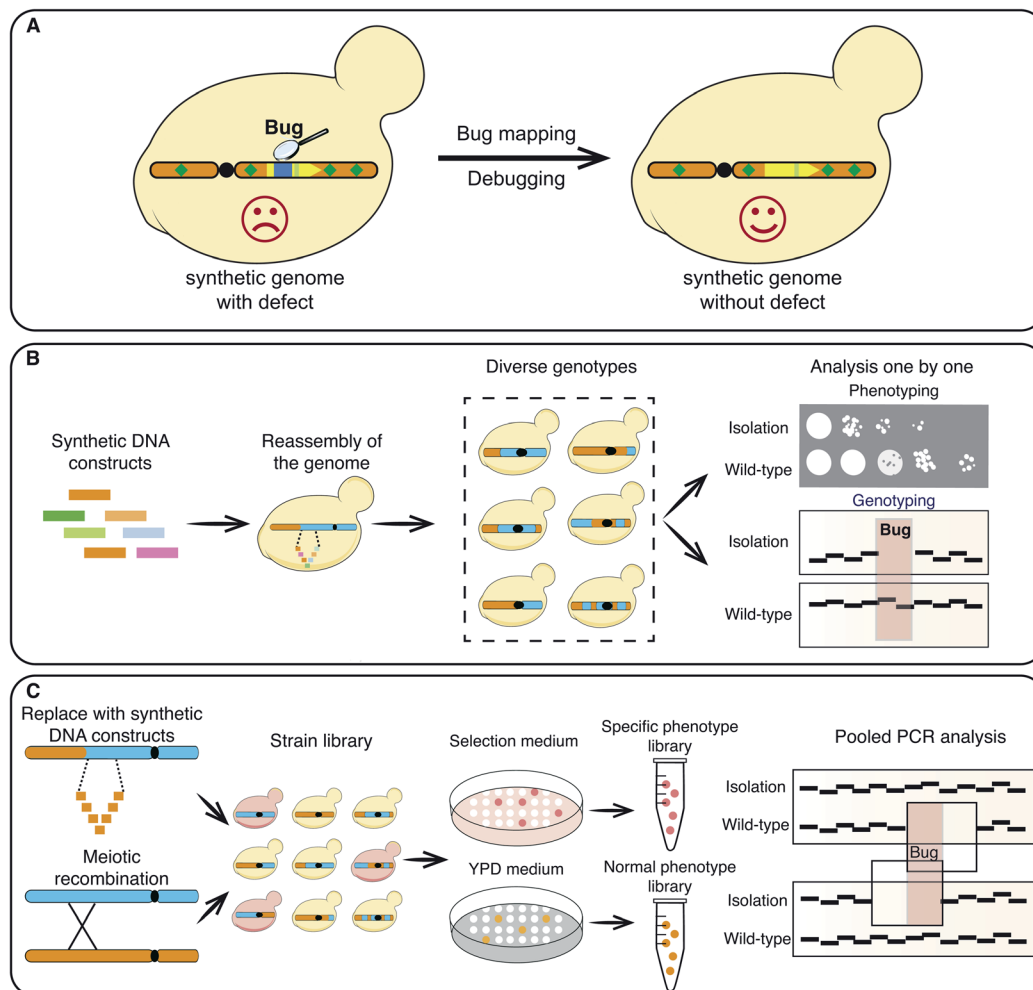 A
Bug
Bug mapping
Debugging
synthetic genome
with defect
synthetic genome
without defect
B
Synthetic DNA
constructs
Reassembly of
the genome
Diverse genotypes
Analysis one by one
Phenotyping
Isolation
Wild-type
Genotyping
Bug
Isolation
Wild-type
C
Replace with synthetic
DNA constructs
Meiotic
recombination
Strain library
Selection medium
YPD medium
Specific phenotype
library
Normal phenotype
library
Pooled PCR analysis
Isolation
Wild-type
Bug
Isolation
Wild-type